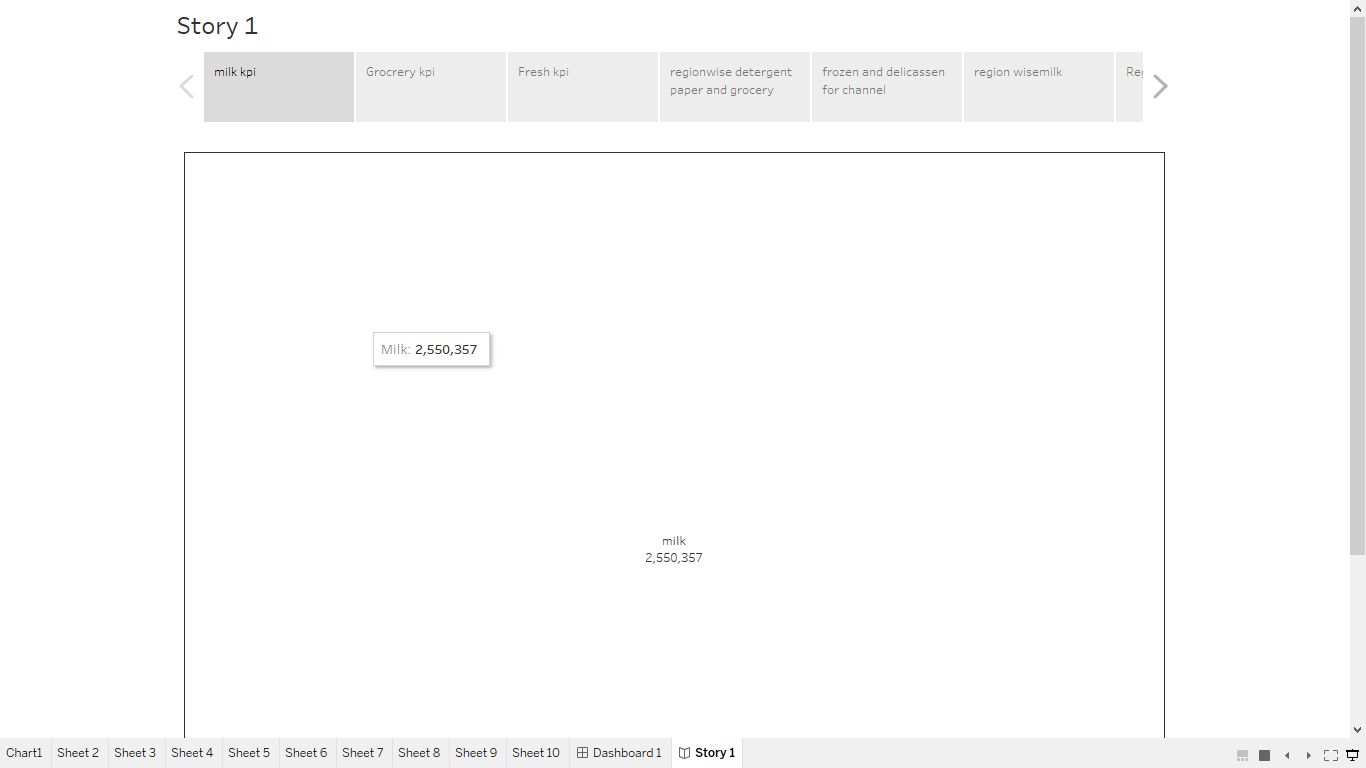 Story 1
milk kpi
Grocrery kpi
Fresh kpi
regionwise detergent
paper and grocery
frozen and delicassen
for channel
region wisemilk
Milk: 2,550,357
milk
2,550,357
Chart1
Sheet 2
Sheet 3
Sheet 4
Sheet 5
Sheet 6
Sheet 7
Sheet 8
Sheet 9
Sheet 10
Dashboard 1
Story 1